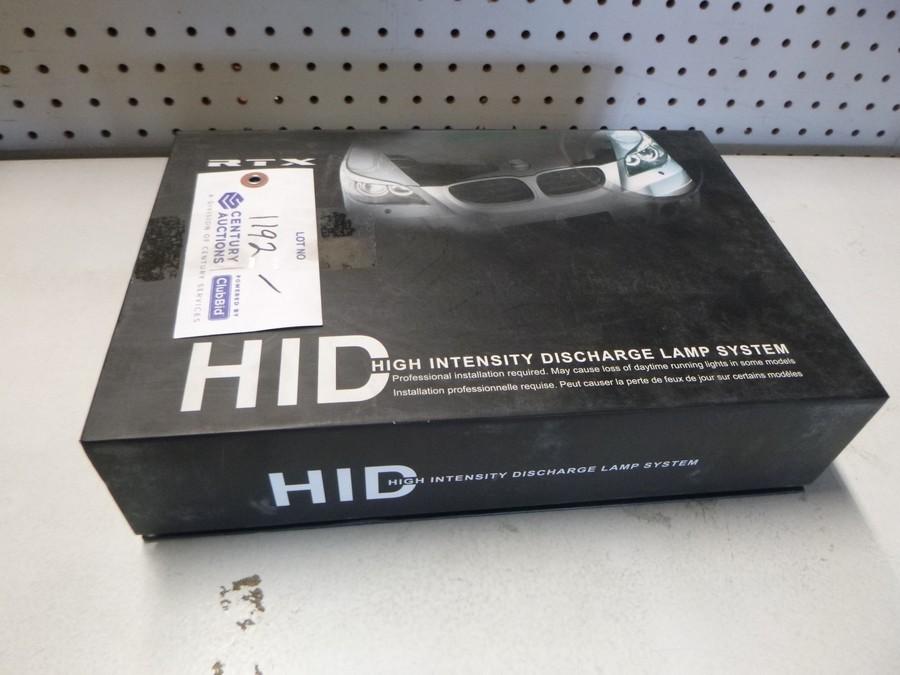 RTX
LOT NO
1192 /
CENTURY
AUCTIONS
A DIVISION OF CENTURY SERVICES
POWERED BY
ClubBid
HID
HIGH INTENSITY DISCHARGE LAMP SYSTEM
Professional installation required. May cause loss of daytime running lights in some models
Installation professionnelle requise. Peut causer la perte de feux de jour sur certains modèles
HID
HIGH INTENSITY DISCHARGE LAMP SYSTEM